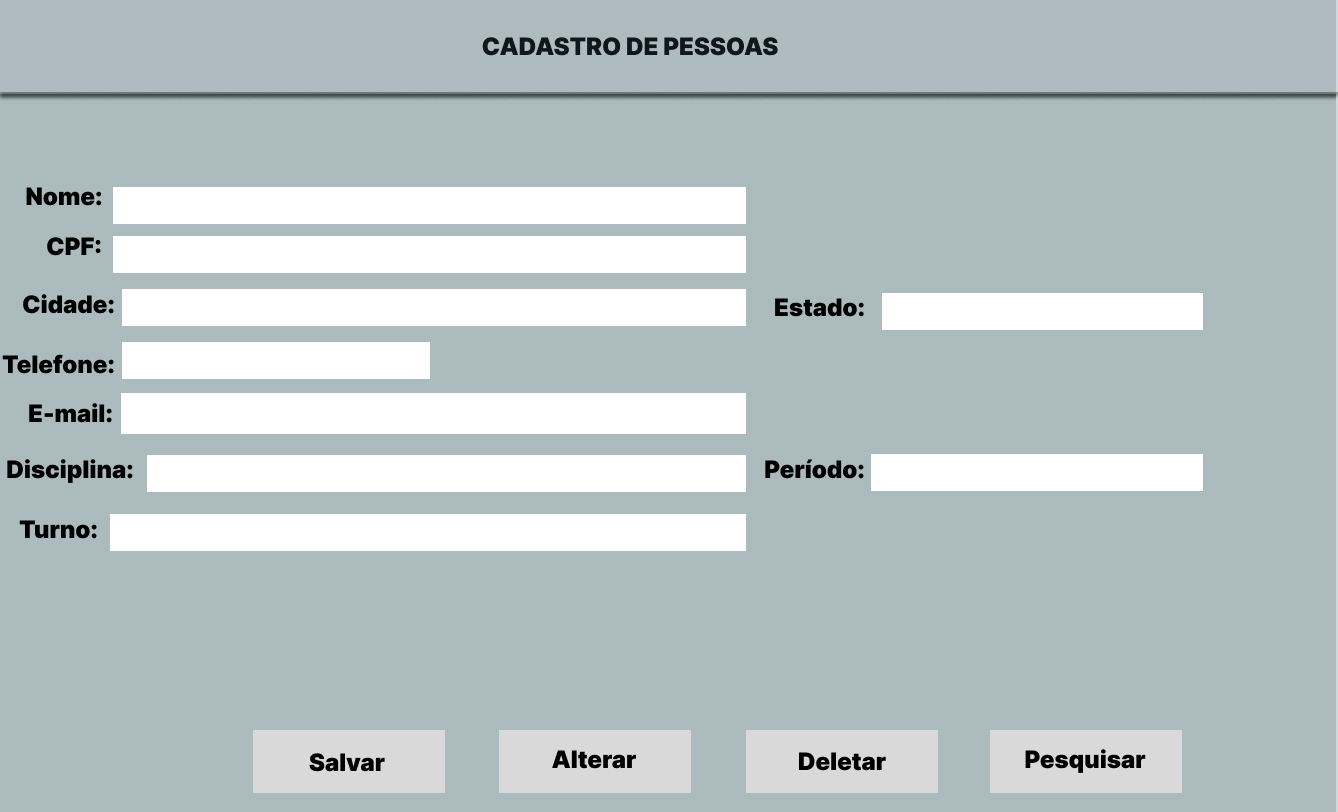 CADASTRO DE PESSOAS
Nome:
CPF:
Cidade: Estado:
Telefone:
E-mail:
Disciplina: Período:
Turno:
Salvar Alterar Deletar Pesquisar